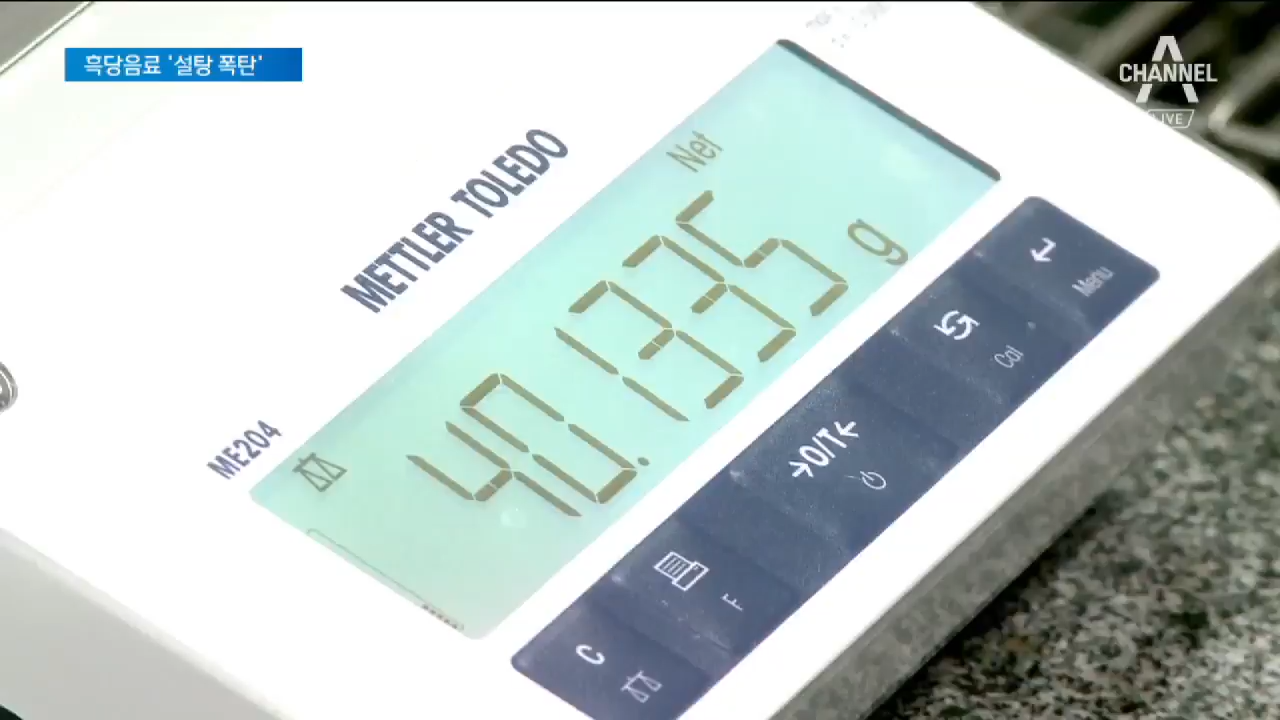 흑당음료 '설탕 폭탄'
CHANNEL A
LIVE
METTLER TOLEDO
Net
40.1335 g
ME204
Menu
Cal
→0/T←
F
C